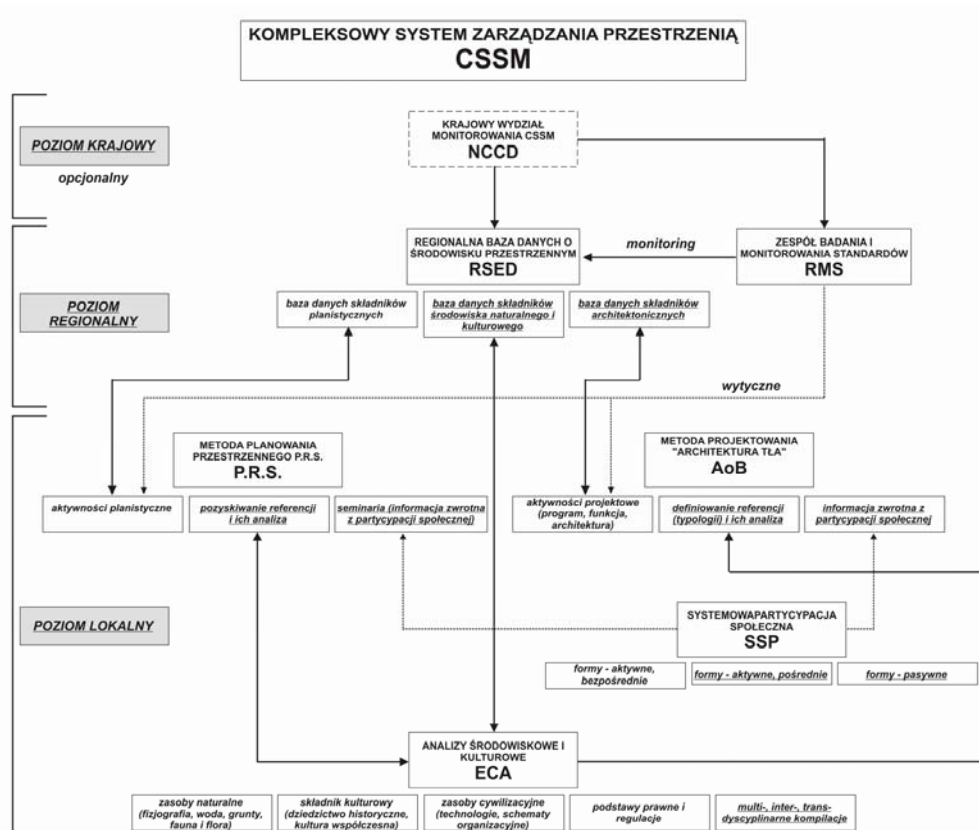 KOMPLEKSOWY SYSTEM ZARZĄDZANIA PRZESTRZENIĄ
CSSM
POZIOM KRAJOWY
opcjonalny
KRAJOWY WYDZIAŁ
MONITOROWANIA CSSM
NCCD
POZIOM
REGIONALNY
REGIONALNA BAZA DANYCH O
ŚRODOWISKU PRZESTRZENNYM
RSED
monitoring
ZESPÓŁ BADANIA I
MONITOROWANIA STANDARDÓW
RMS
baza danych składników
planistycznych
baza danych składników
środowiska naturalnego i
kulturowego
baza danych składników
architektonicznych
wytyczne
METODA PLANOWANIA
PRZESTRZENNEGO P.R.S.
P.R.S.
METODA PROJEKTOWANIA
"ARCHITEKTURA TŁA"
AoB
aktywności planistyczne
pozyskiwanie referencji
i ich analiza
seminaria (informacja zwrotna
z partycypacji społecznej)
aktywności projektowe
(program, funkcja,
architektura)
definiowanie referencji
(typologii) i ich analiza
informacja zwrotna z
partycypacji społecznej
POZIOM LOKALNY
SYSTEMOWAPARTYCYPACJA
SPOŁECZNA
SSP
formy - aktywne,
bezpośrednie
formy - aktywne, pośrednie
formy - pasywne
ANALIZY ŚRODOWISKOWE I
KULTUROWE
ECA
zasoby naturalne
(fizjografia, woda, grunty,
fauna i flora)
składnik kulturowy
(dziedzictwo historyczne,
kultura współczesna)
zasoby cywilizacyjne
(technologie, schematy
organizacyjne)
podstawy prawne i
regulacje
multi-, inter-, trans-
dyscyplinarne kompilacje